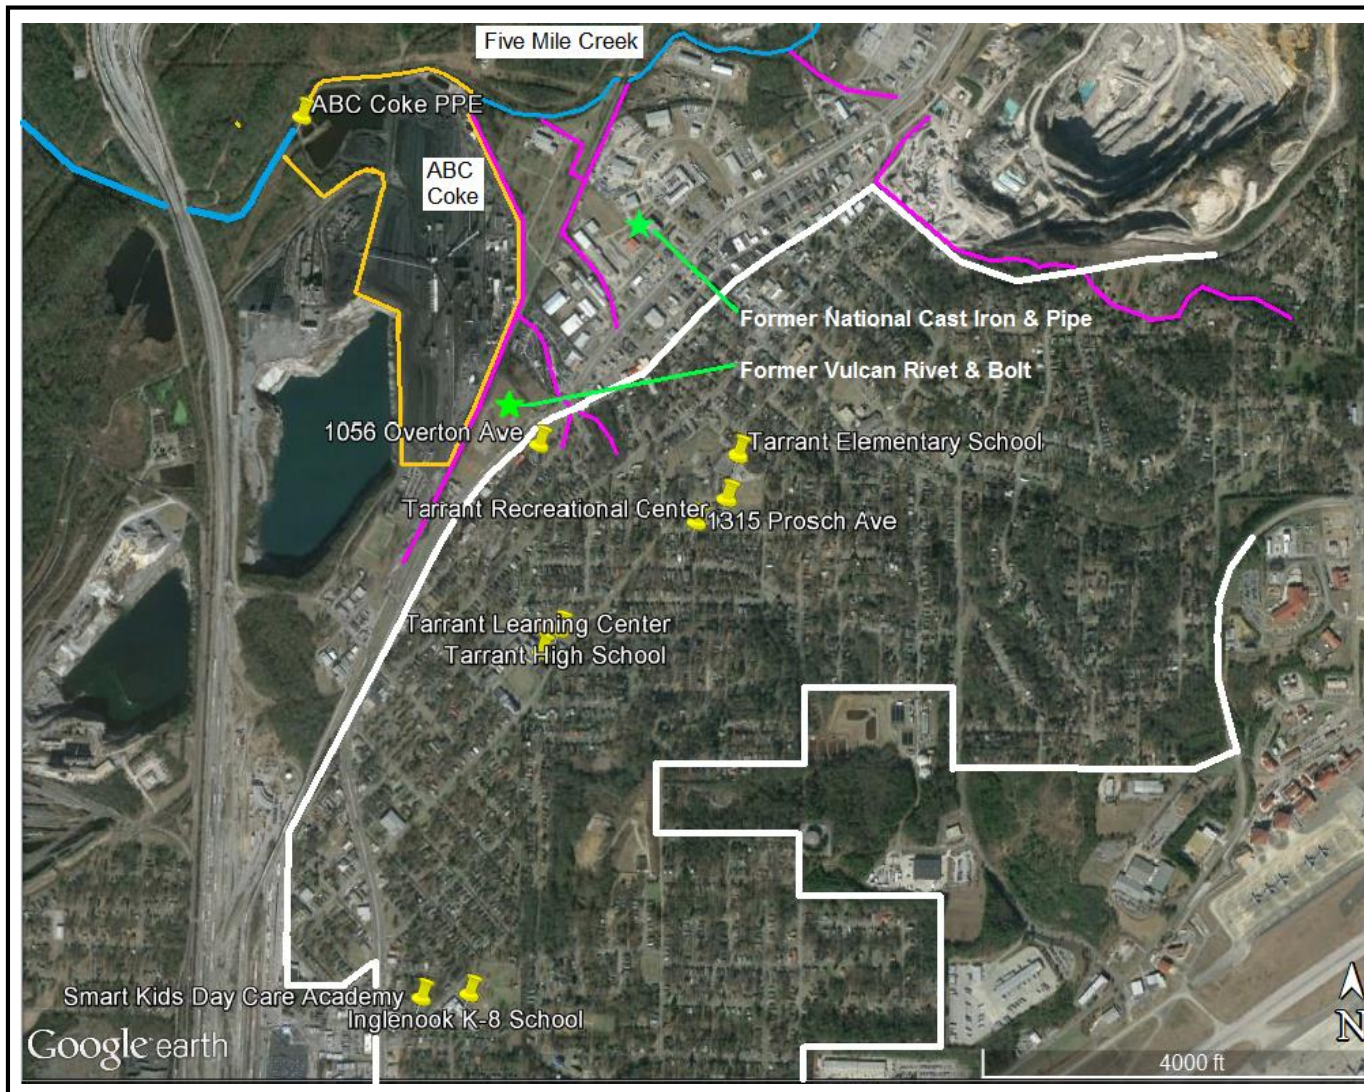 Five Mile Creek
ABC Coke PPE
ABC
Coke
Former National Cast Iron & Pipe
Former Vulcan Rivet & Bolt
1056 Overton Ave
Tarrant Elementary School
Tarrant Recreational Center
1315 Prosch Ave
Tarrant Learning Center
Tarrant High School
Smart Kids Day Care Academy
Inglenook K-8 School
Google earth
N
4000 ft